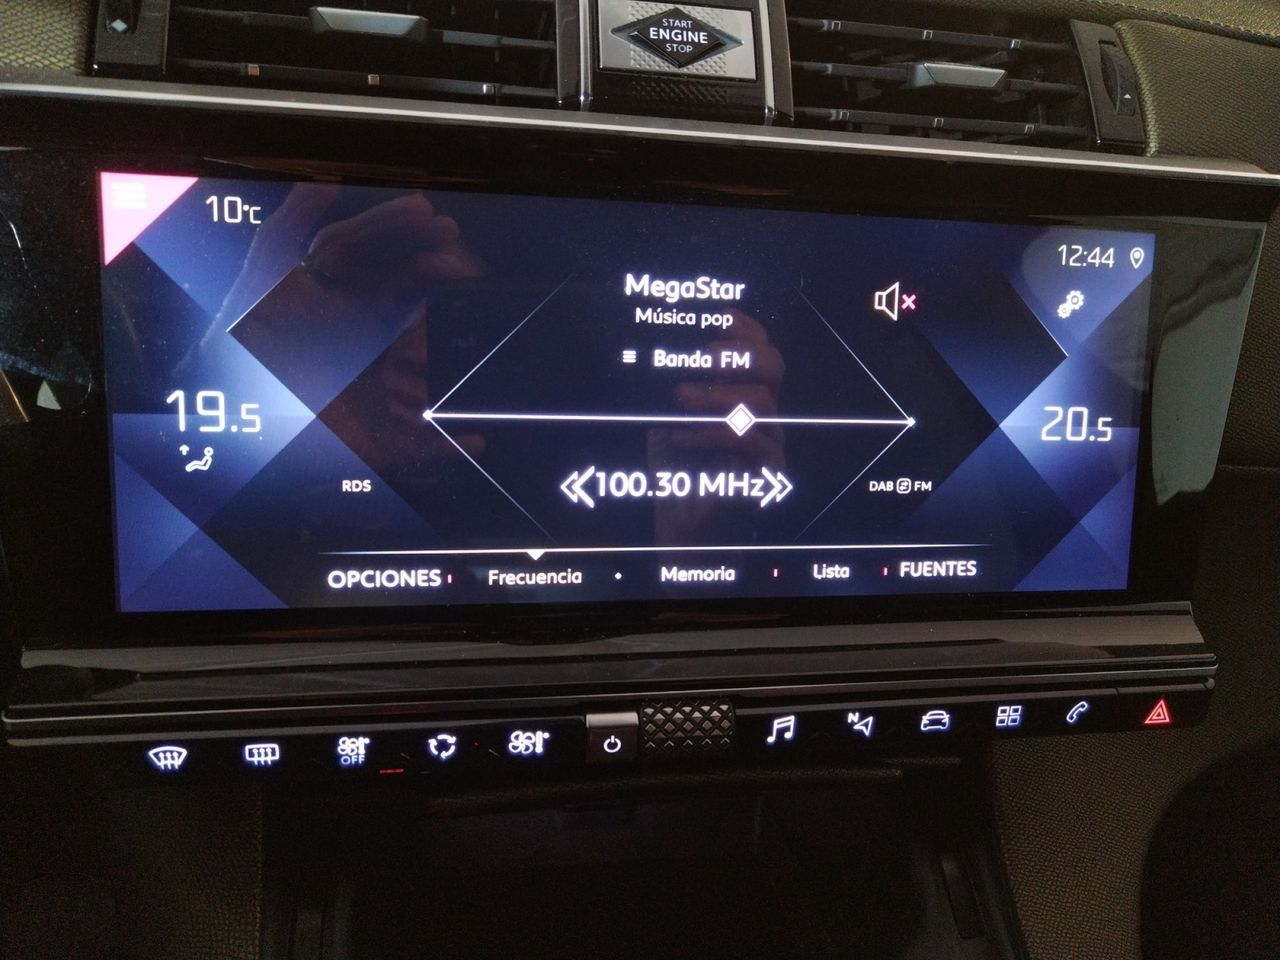 START
ENGINE
STOP
10°C
12:44
MegaStar
Música pop
Banda FM
19.5
20.5
RDS
100.30 MHz
DAB FM
OPCIONES Frecuencia Memoria Lista FUENTES
OFF
N